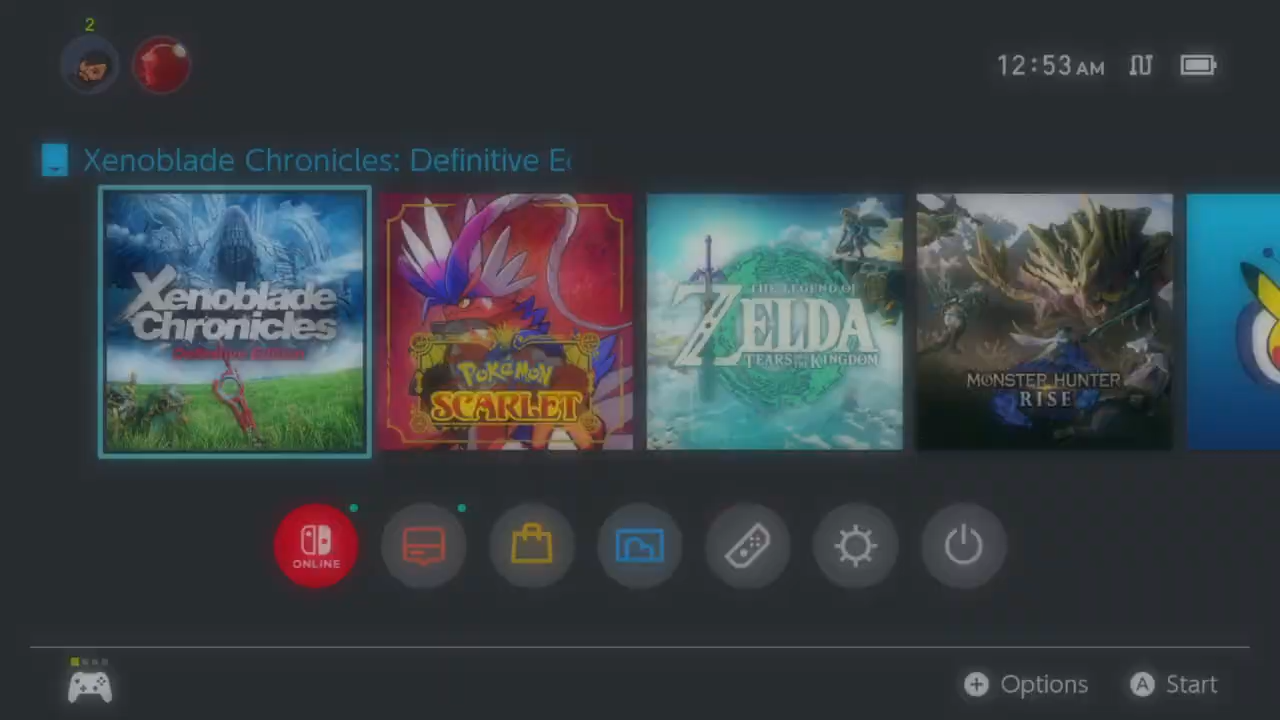 2
12:53 AM
Xenoblade Chronicles: Definitive E
Xenoblade
Chronicles
Definitive Edition
POKÉMON
SCARLET
THE LEGEND OF
ZELDA
TEARS OF THE KINGDOM
MONSTER HUNTER
RISE
ONLINE
+ Options
A Start